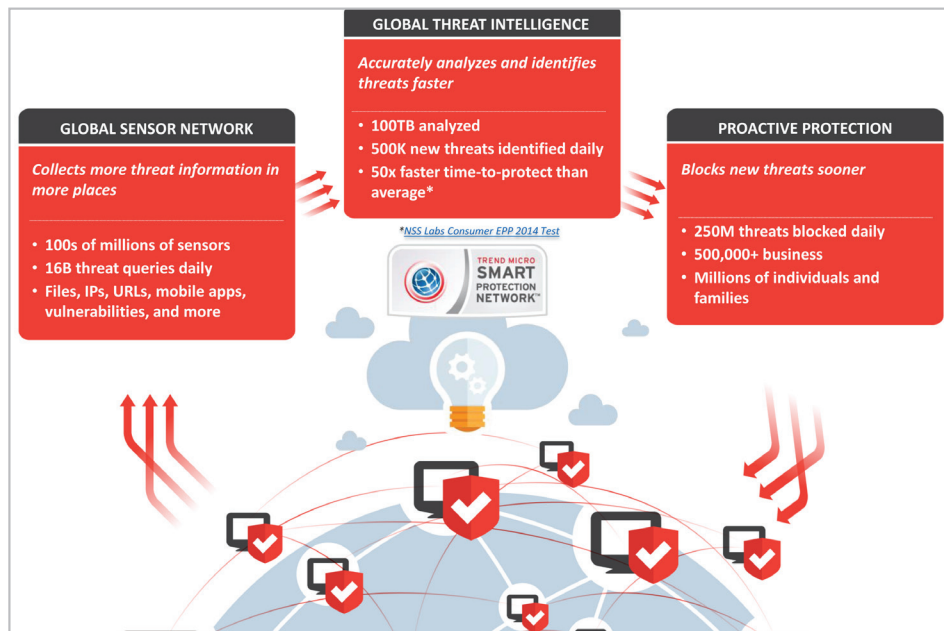 GLOBAL SENSOR NETWORK
Collects more threat information in
more places
• 100s of millions of sensors
• 16B threat queries daily
• Files, IPs, URLs, mobile apps,
vulnerabilities, and more
GLOBAL THREAT INTELLIGENCE
Accurately analyzes and identifies
threats faster
• 100TB analyzed
• 500K new threats identified daily
• 50x faster time-to-protect than
average*
*NSS Labs Consumer EPP 2014 Test
TREND MICRO
SMART
PROTECTION
NETWORK™
PROACTIVE PROTECTION
Blocks new threats sooner
• 250M threats blocked daily
• 500,000+ business
• Millions of individuals and
families